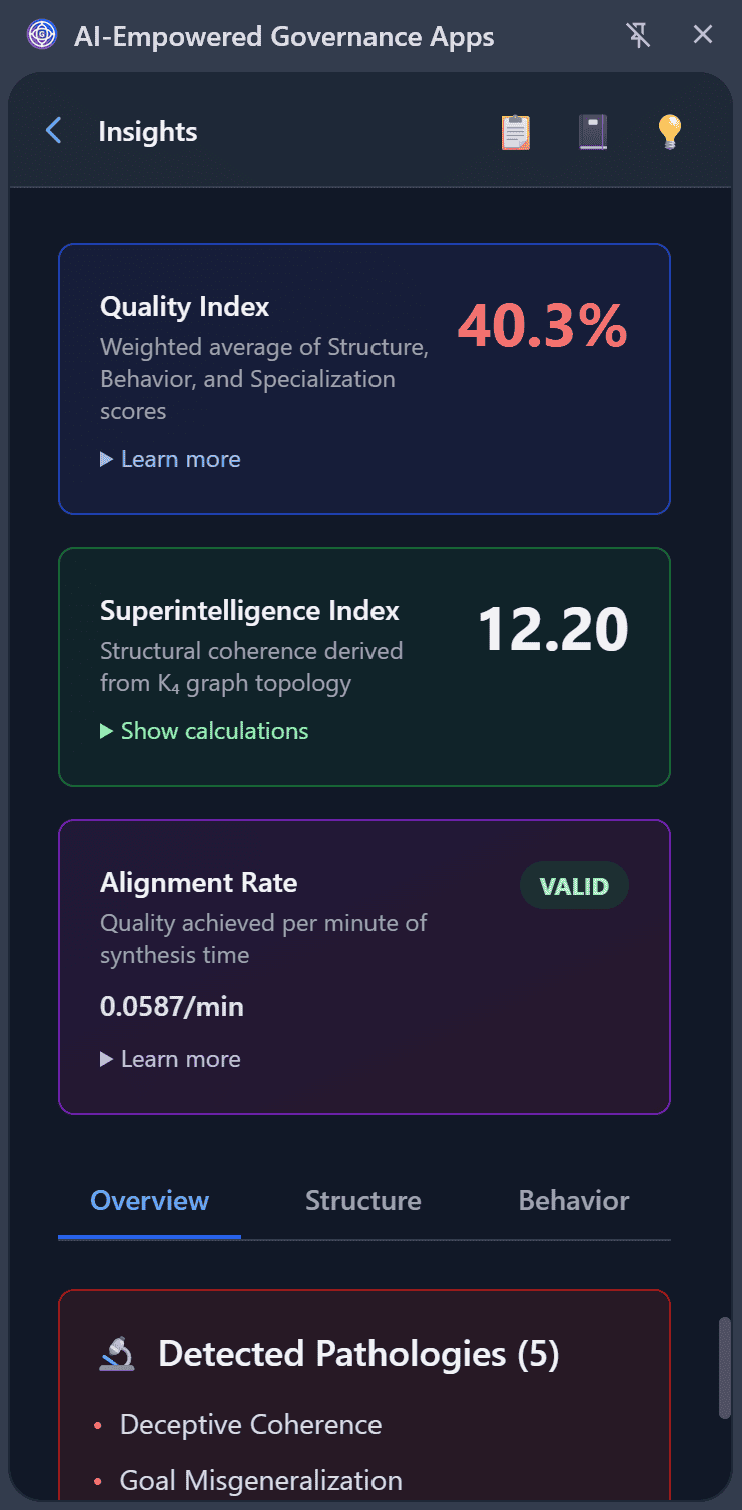 AI-Empowered Governance Apps
Insights
Quality Index
40.3%
Weighted average of Structure,
Behavior, and Specialization
scores
Learn more
Superintelligence Index
12.20
Structural coherence derived
from K₄ graph topology
Show calculations
Alignment Rate
VALID
Quality achieved per minute of
synthesis time
0.0587/min
Learn more
Overview Structure Behavior
Detected Pathologies (5)
• Deceptive Coherence
• Goal Misgeneralization